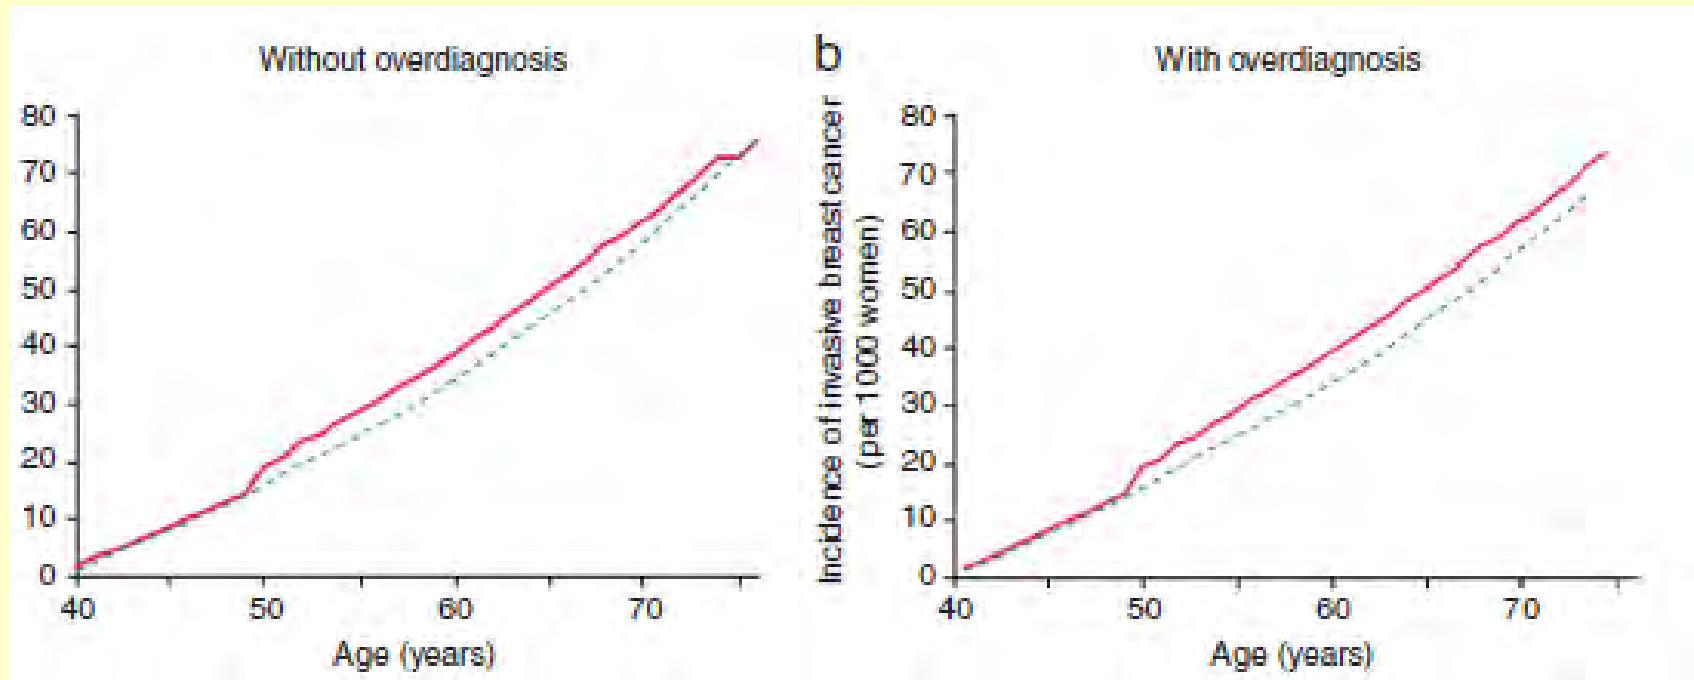 Without overdiagnosis
80
70
60
50
40
30
20
10
0
40 50 60 70
Age (years)
b
With overdiagnosis
Incidence of invasive breast cancer
(per 1000 women)
80
70
60
50
40
30
20
10
0
40 50 60 70
Age (years)